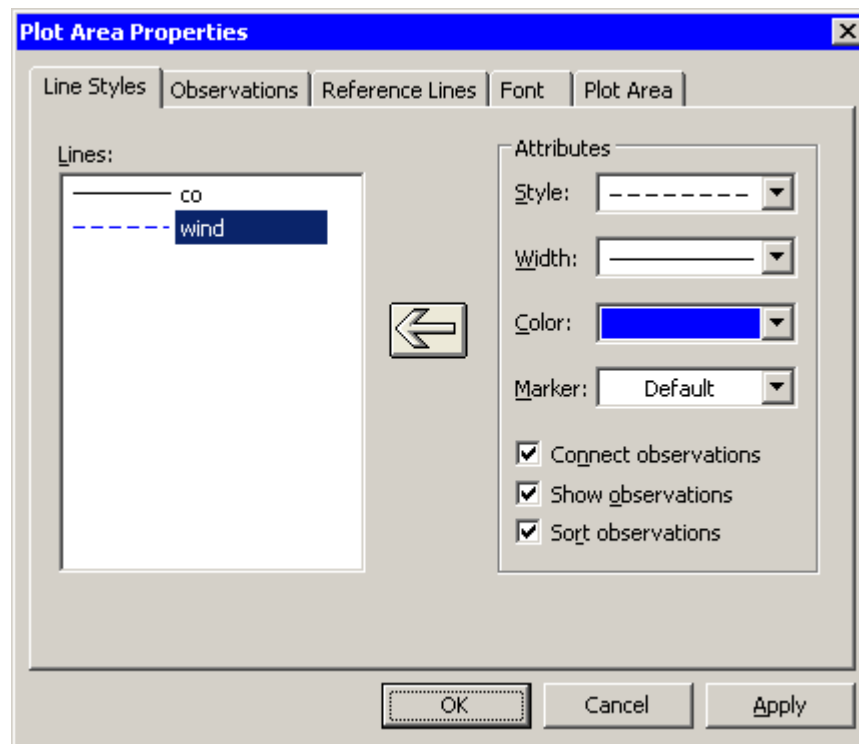 Plot Area Properties
Line Styles
Observations
Reference Lines
Font
Plot Area
Lines:
co
wind
Attributes
Style:
Width:
Color:
Marker:
Default
Connect observations
Show observations
Sort observations
OK
Cancel
Apply